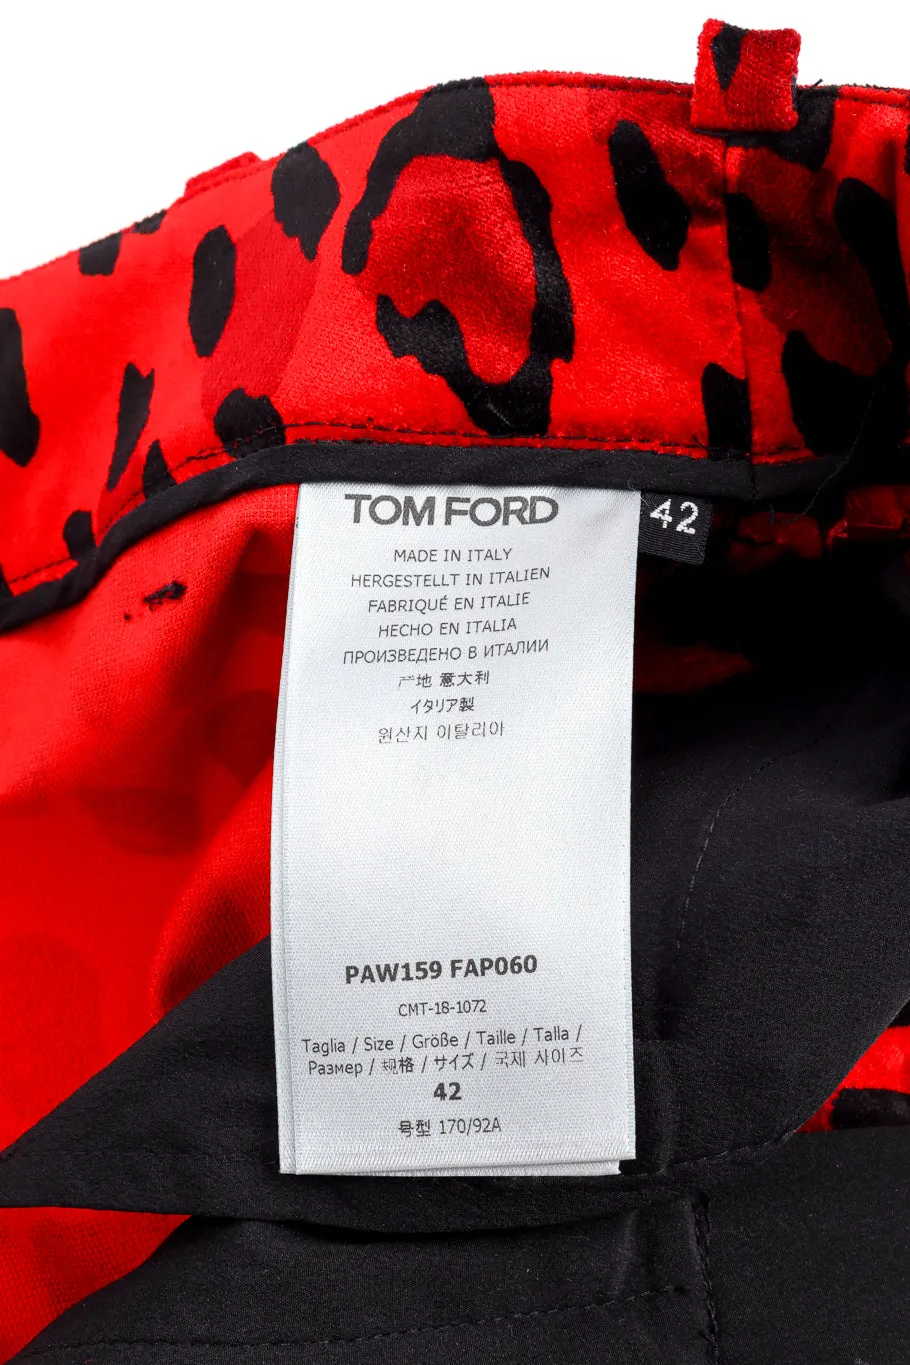 TOM FORD
42
MADE IN ITALY
HERGESTELLT IN ITALIEN
FABRIQUÉ EN ITALIE
HECHO EN ITALIA
ПРОИЗВЕДЕНО В ИТАЛИИ
产地 意大利
イタリア製
원산지 이탈리아
PAW159 FAP060
CMT-18-1072
Taglia / Size / Größe / Taille / Talla /
Размер / 规格 / サイズ / 국제 사이즈
42
号型 170/92A